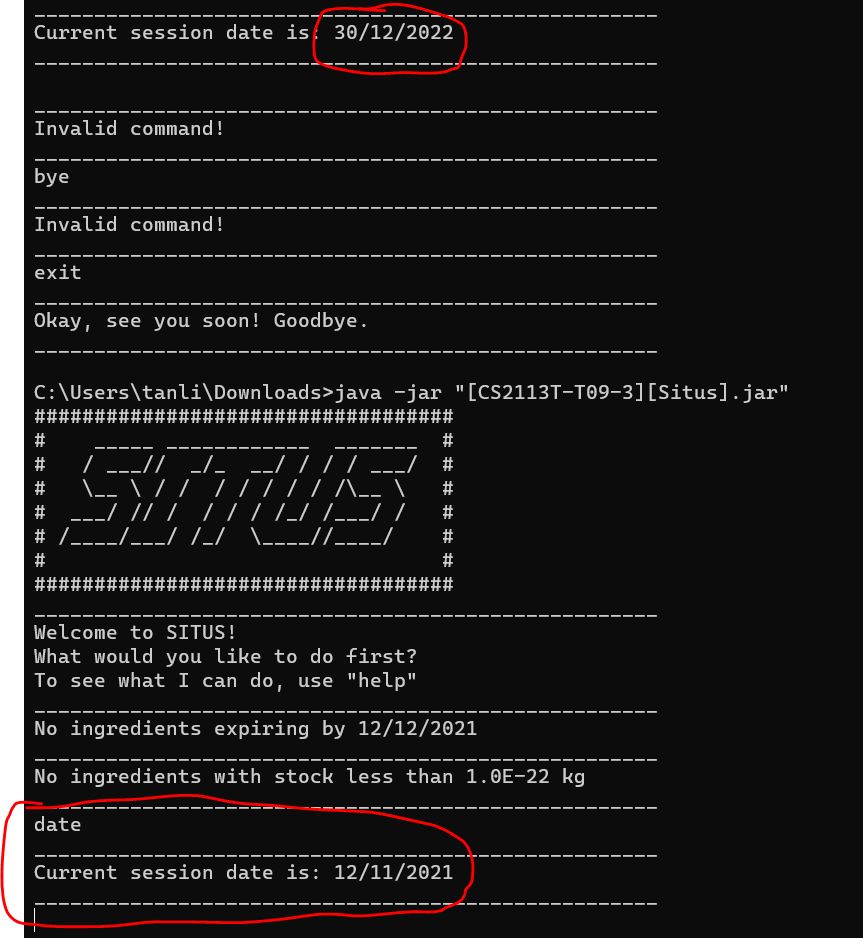 ____________________________________________________
Current session date is: 30/12/2022
____________________________________________________

____________________________________________________
Invalid command!
____________________________________________________
bye
____________________________________________________
Invalid command!
____________________________________________________
exit
____________________________________________________
Okay, see you soon! Goodbye.
____________________________________________________

C:\Users\tanli\Downloads>java -jar "[CS2113T-T09-3][Situs].jar"
###################################
#    _____ ____________  _______  #
#   / ___//  _/_  __/ / / / ___/  #
#   \__ \ / /  / / / / / /\__ \   #
#  ___/ // /  / / / /_/ /___/ /   #
# /____/___/ /_/  \____//____/    #
#                                 #
###################################
____________________________________________________
Welcome to SITUS!
What would you like to do first?
To see what I can do, use "help"
____________________________________________________
No ingredients expiring by 12/12/2021
____________________________________________________
No ingredients with stock less than 1.0E-22 kg
____________________________________________________
date
____________________________________________________
Current session date is: 12/11/2021
____________________________________________________